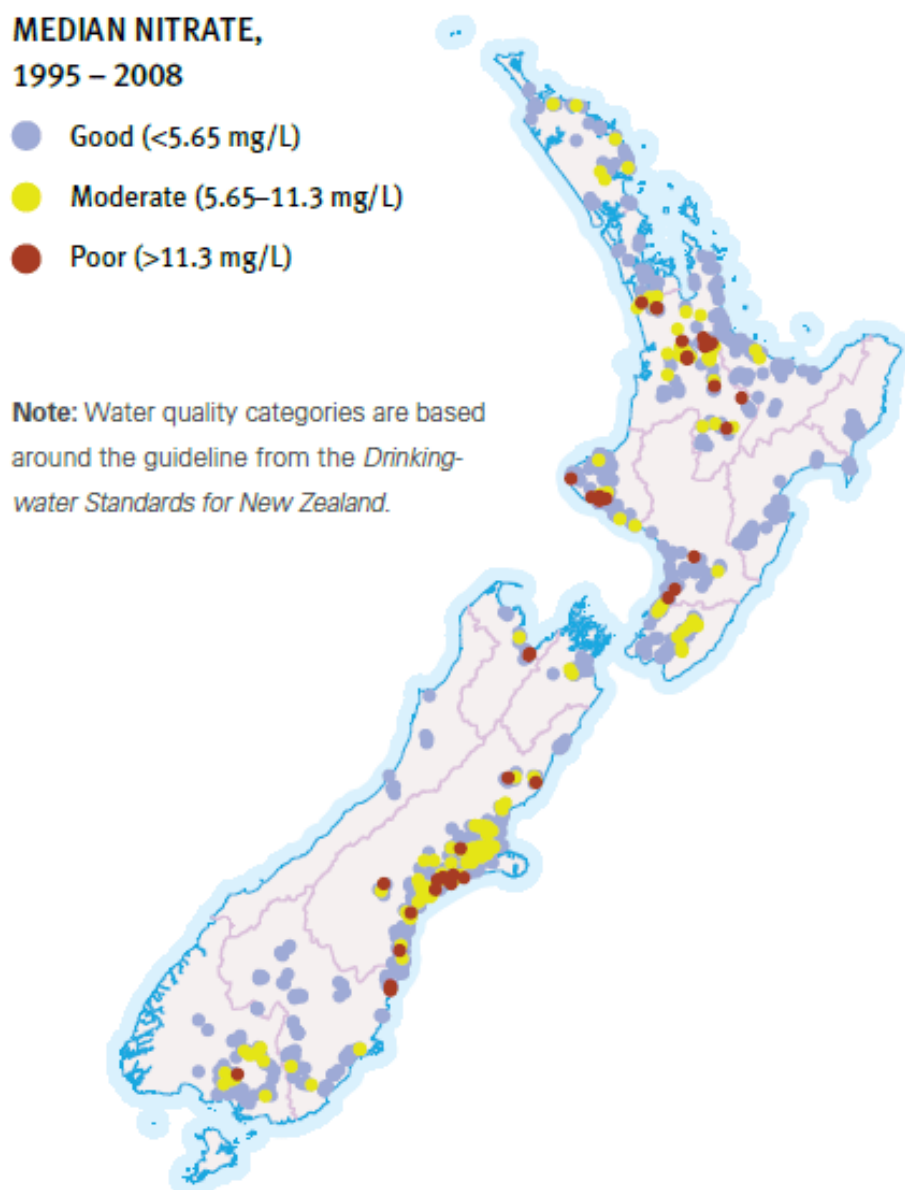 MEDIAN NITRATE,
1995 – 2008
Good (<5.65 mg/L)
Moderate (5.65–11.3 mg/L)
Poor (>11.3 mg/L)
Note: Water quality categories are based
around the guideline from the Drinking-
water Standards for New Zealand.